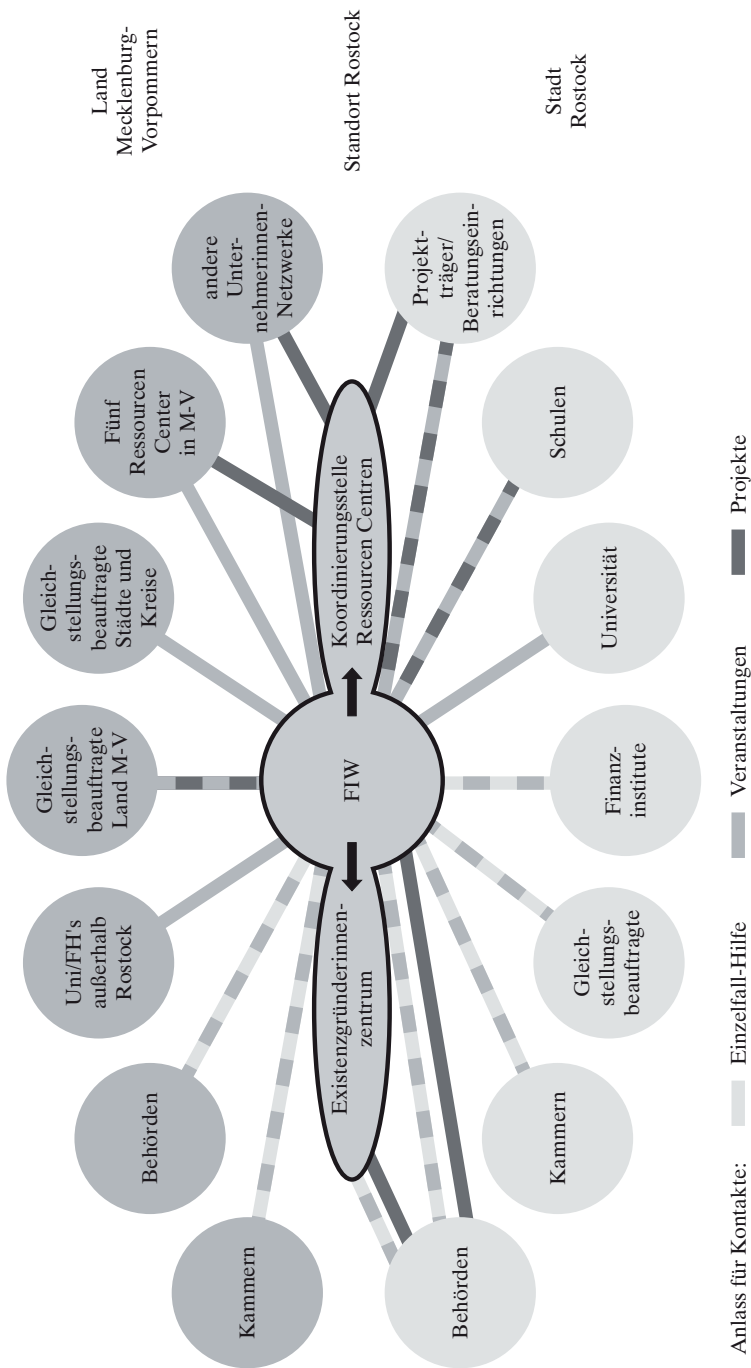 Land
Mecklenburg-
Vorpommern
Standort Rostock
Stadt
Rostock
Kammern
Behörden
Uni/FH's
außerhalb
Rostock
Gleich-
stellungs-
beauftragte
Land M-V
Gleich-
stellungs-
beauftragte
Städte und
Kreise
Fünf
Ressourcen
Center
in M-V
andere
Unter-
nehmerinnen-
Netzwerke
Existenzgründerinnen-
zentrum
FIW
Koordinierungsstelle
Ressourcen Centren
Behörden
Kammern
Gleich-
stellungs-
beauftragte
Finanz-
institute
Universität
Schulen
Projekt-
träger/
Beratungsein-
richtungen
Anlass für Kontakte: Einzelfall-Hilfe Veranstaltungen Projekte